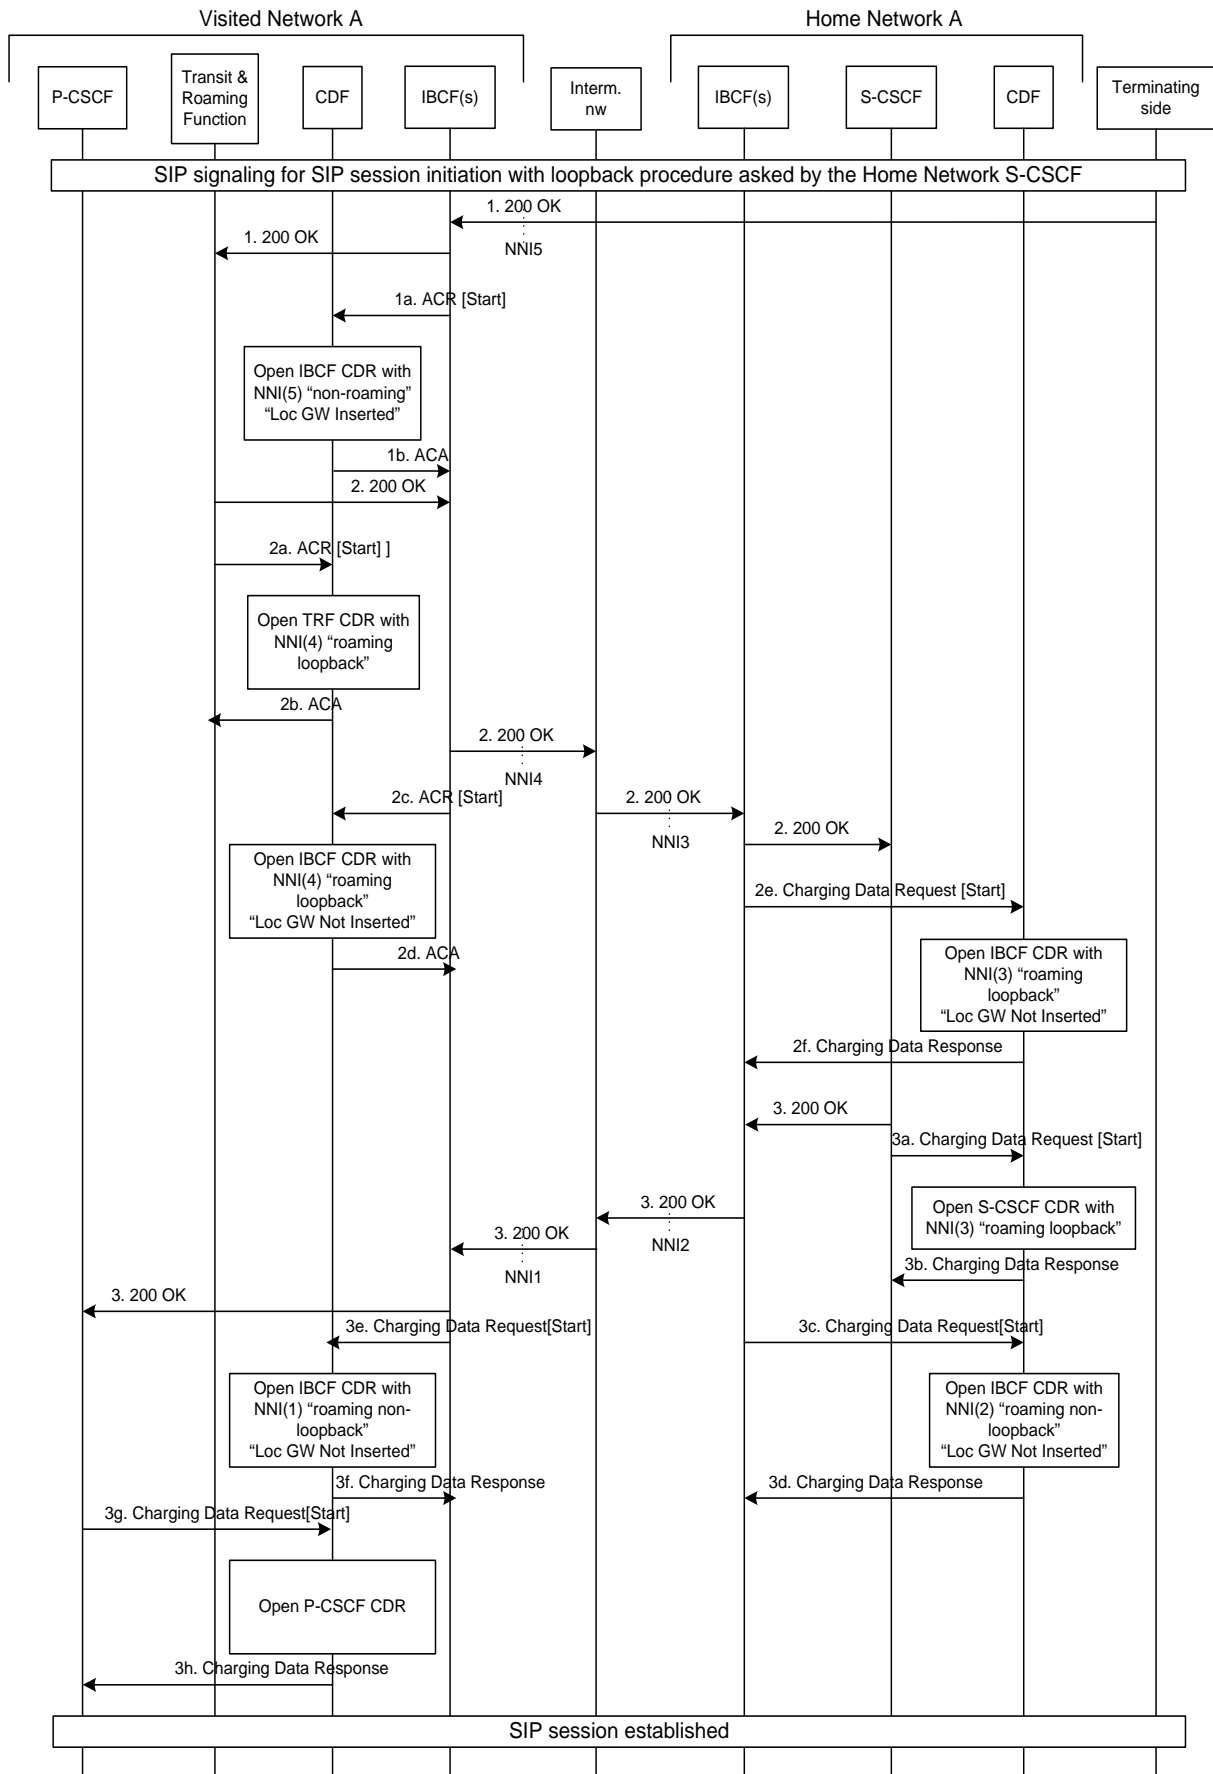 Visited Network A
Home Network A
P-CSCF
Transit &
Roaming
Function
CDF
IBCF(s)
Interm.
nw
IBCF(s)
S-CSCF
CDF
Terminating
side
SIP signaling for SIP session initiation with loopback procedure asked by the Home Network S-CSCF
1. 200 OK
1. 200 OK
NNI5
1a. ACR [Start]
Open IBCF CDR with
NNI(5) “non-roaming”
“Loc GW Inserted”
1b. ACA
2. 200 OK
2a. ACR [Start] ]
Open TRF CDR with
NNI(4) “roaming
loopback”
2b. ACA
2. 200 OK
NNI4
2c. ACR [Start]
2. 200 OK
NNI3
2. 200 OK
Open IBCF CDR with
NNI(4) “roaming
loopback”
“Loc GW Not Inserted”
2e. Charging Data Request [Start]
2d. ACA
Open IBCF CDR with
NNI(3) “roaming
loopback”
“Loc GW Not Inserted”
2f. Charging Data Response
3. 200 OK
3a. Charging Data Request [Start]
Open S-CSCF CDR with
NNI(3) “roaming loopback”
3. 200 OK
NNI2
3. 200 OK
NNI1
3b. Charging Data Response
3. 200 OK
3e. Charging Data Request[Start]
3c. Charging Data Request[Start]
Open IBCF CDR with
NNI(1) “roaming non-
loopback”
“Loc GW Not Inserted”
Open IBCF CDR with
NNI(2) “roaming non-
loopback”
“Loc GW Not Inserted”
3f. Charging Data Response
3d. Charging Data Response
3g. Charging Data Request[Start]
Open P-CSCF CDR
3h. Charging Data Response
SIP session established